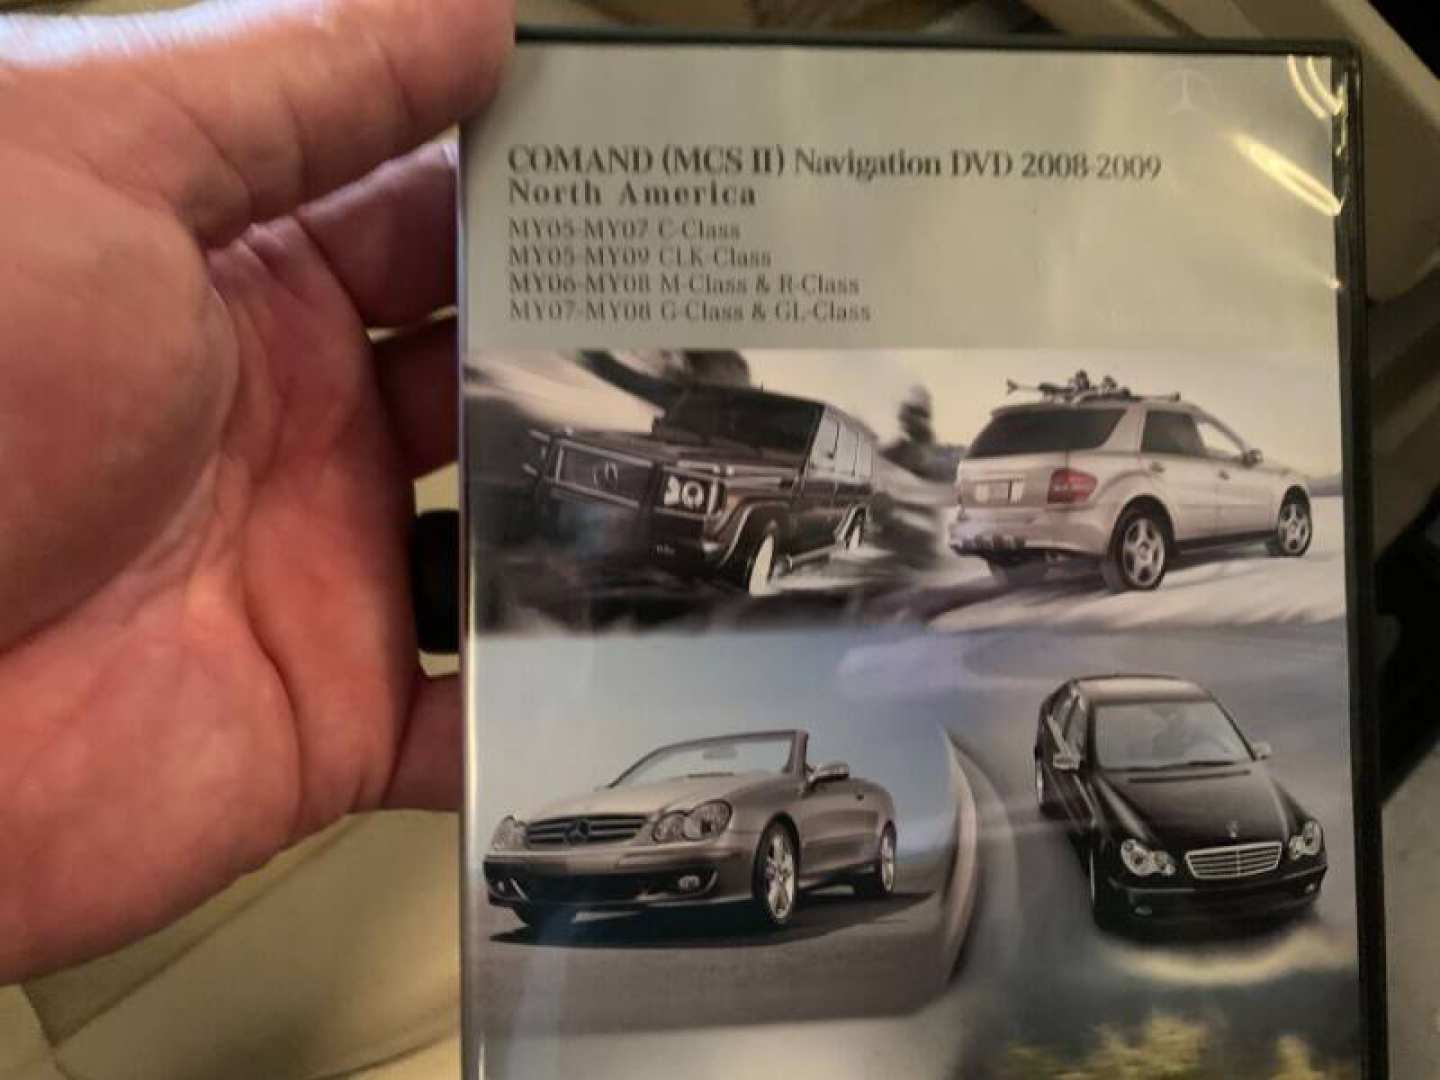 COMAND (MCS II) Navigation DVD 2008-2009
North America
MY05-MY07 C-Class
MY05-MY09 CLK-Class
MY06-MY08 M-Class & R-Class
MY07-MY08 G-Class & GL-Class